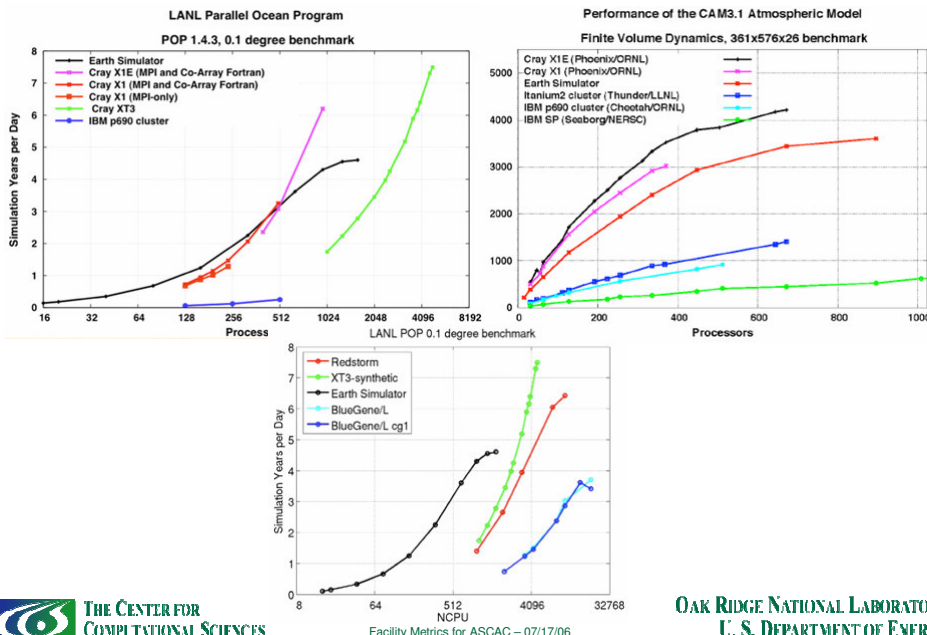 LANL Parallel Ocean Program
POP 1.4.3, 0.1 degree benchmark
8
7
6
5
4
3
2
1
0
Simulation Years per Day
Earth Simulator
Cray X1E (MPI and Co-Array Fortran)
Cray X1 (MPI and Co-Array Fortran)
Cray X1 (MPI-only)
Cray XT3
IBM p690 cluster
16 32 64 128 256 512 1024 2048 4096 8192
Process
Performance of the CAM3.1 Atmospheric Model
Finite Volume Dynamics, 361x576x26 benchmark
5000
4000
3000
2000
1000
0
Cray X1E (Phoenix/ORNL)
Cray X1 (Phoenix/ORNL)
Earth Simulator
Itanium2 cluster (Thunder/LLNL)
IBM p690 cluster (Cheetah/ORNL)
IBM SP (Seaborg/NERSC)
0 200 400 600 800 1000
Processors
LANL POP 0.1 degree benchmark
8
7
6
5
4
3
2
1
0
Simulation Years per Day
Redstorm
XT3-synthetic
Earth Simulator
BlueGene/L
BlueGene/L cg1
8 64 512 4096 32768
NCPU
THE CENTER FOR
COMPUTATIONAL SCIENCES
Facility Metrics for ASCAC – 07/17/06
OAK RIDGE NATIONAL LABORATO
U. S. DEPARTMENT OF ENER